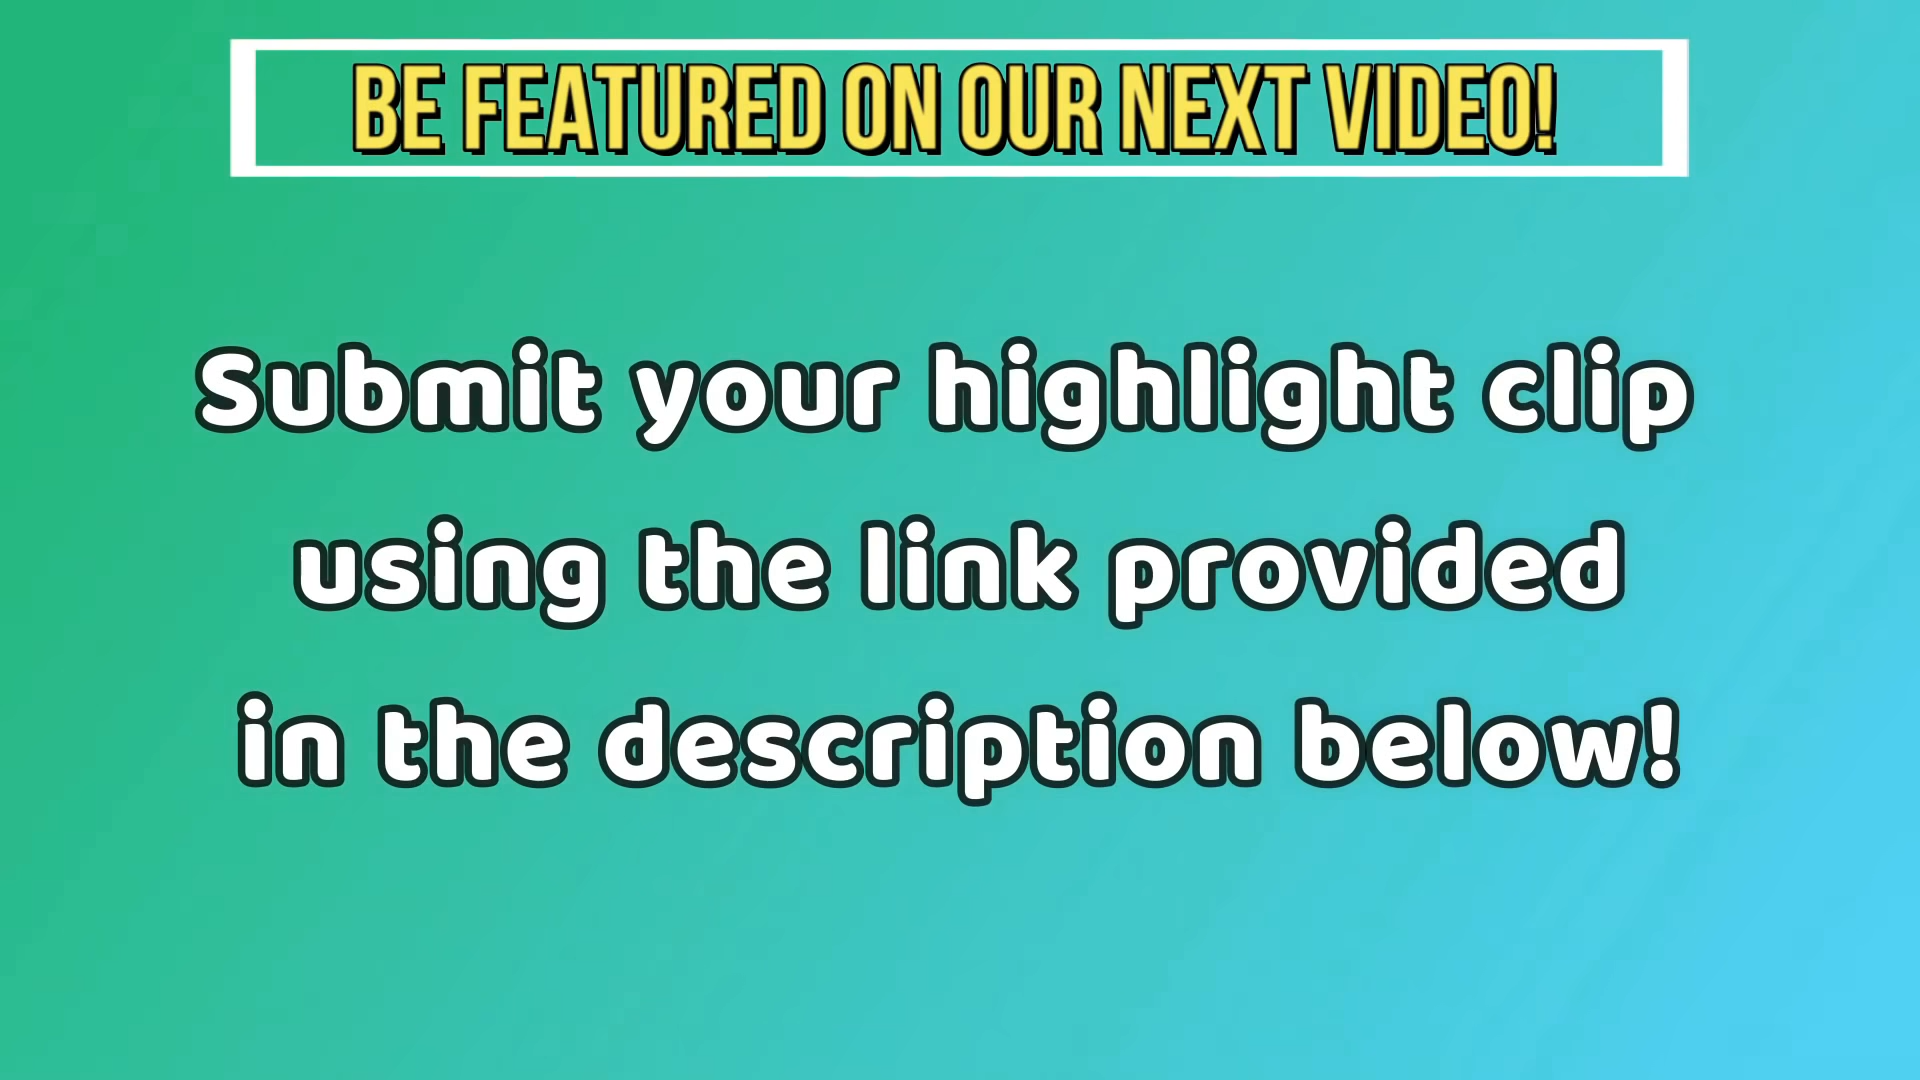 BE FEATURED ON OUR NEXT VIDEO!
Submit your highlight clip
using the link provided
in the description below!